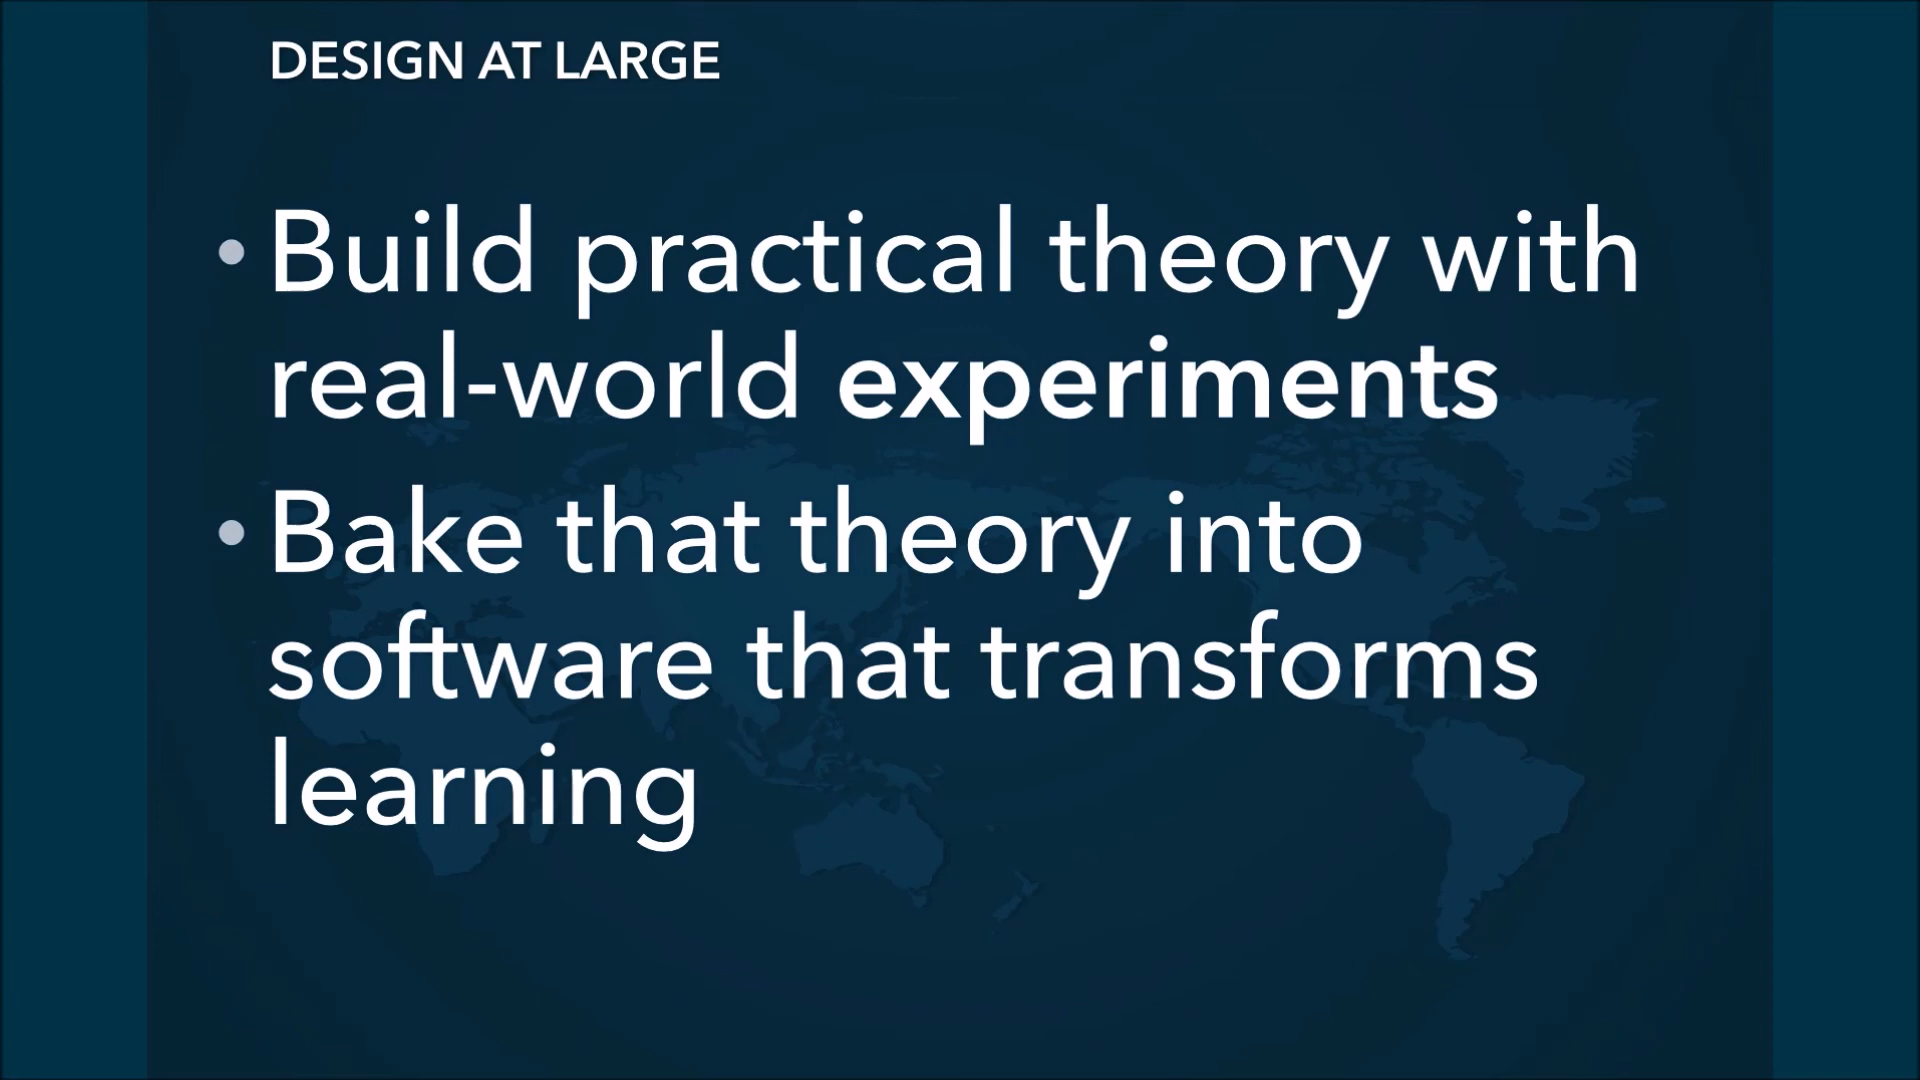 DESIGN AT LARGE
• Build practical theory with
real-world experiments
• Bake that theory into
software that transforms
learning